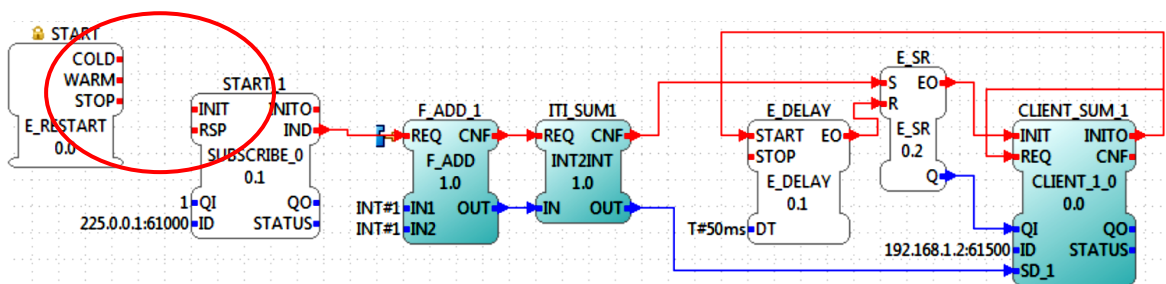 START
COLD
WARM
STOP
E_RESTART
0.0
START_1
INIT INITO
RSP IND
SUBSCRIBE_0
0.1
1 QI QO
225.0.0.1:61000 ID STATUS
F_ADD_1
REQ CNF
F_ADD
1.0
INT#1 IN1 OUT
INT#1 IN2
ITI_SUM1
REQ CNF
INT2INT
1.0
IN OUT
E_DELAY
START EO
STOP
E_DELAY
0.1
T#50ms DT
E_SR
S EO
R
E_SR
0.2
Q
CLIENT_SUM_1
INIT INITO
REQ CNF
CLIENT_1_0
0.0
QI QO
192.168.1.2:61500 ID STATUS
SD_1